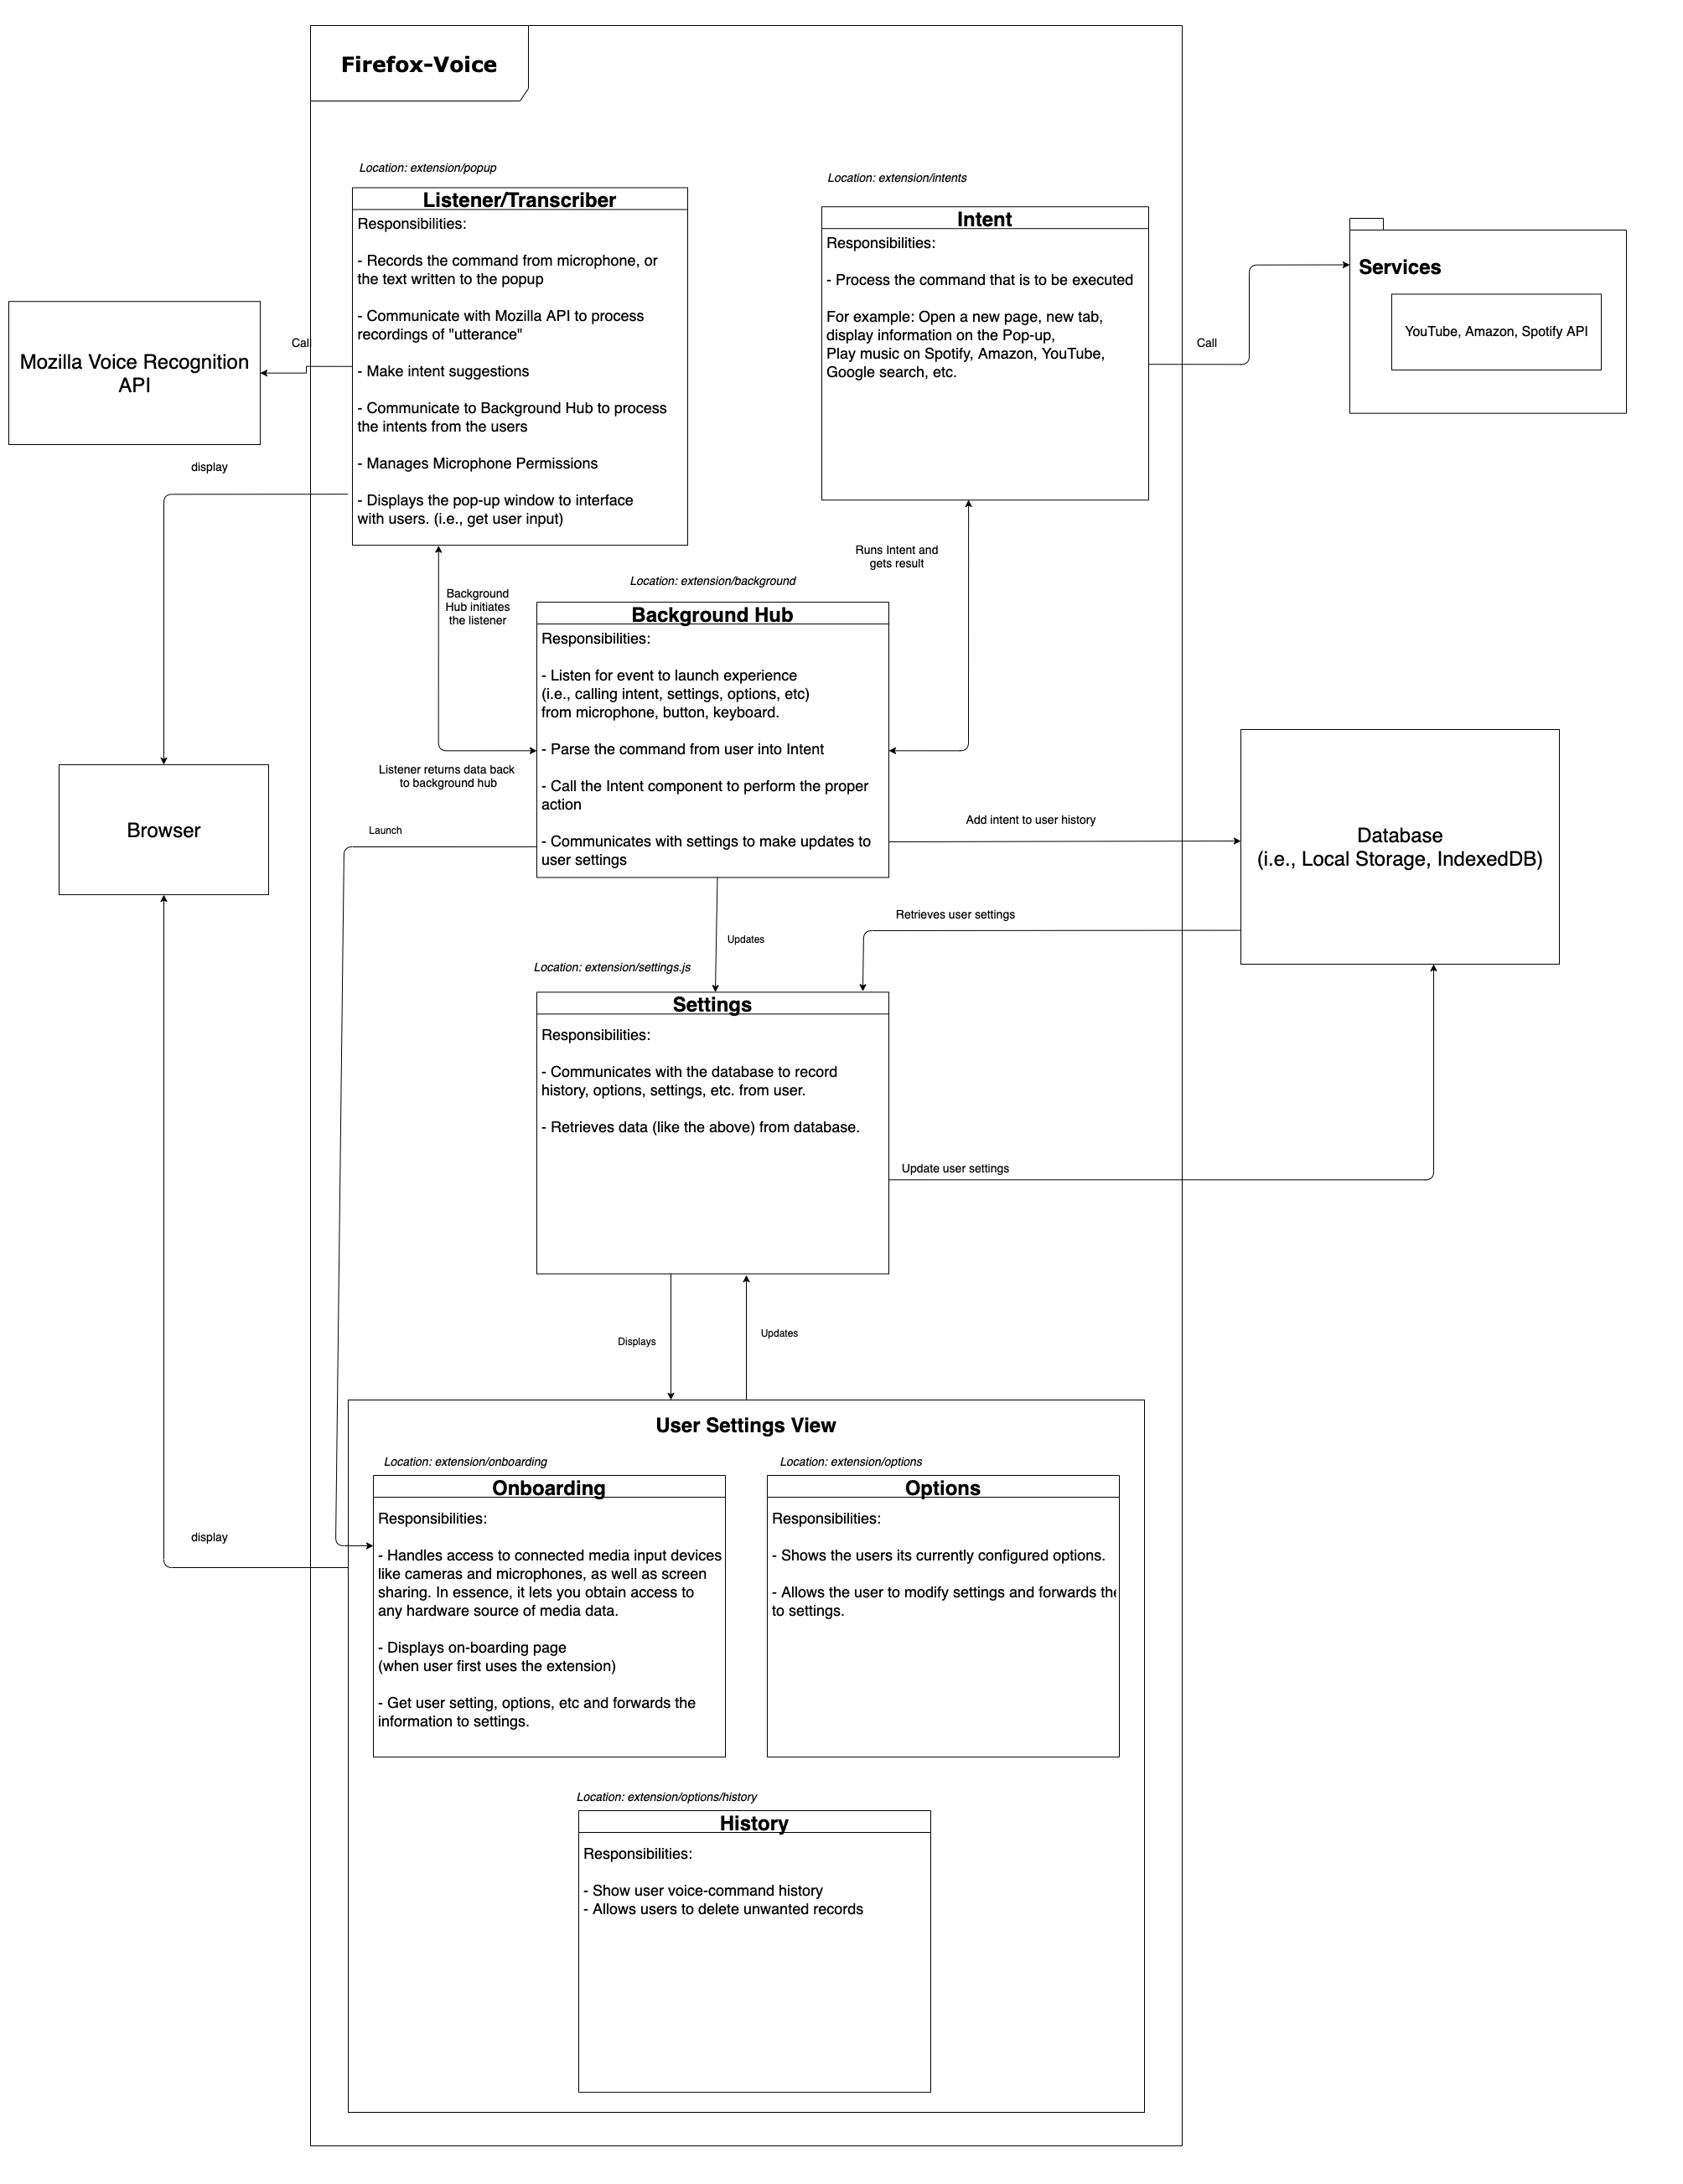 Firefox-Voice
Location: extension/popup
Listener/Transcriber
Responsibilities:
- Records the command from microphone, or
the text written to the popup
- Communicate with Mozilla API to process
recordings of "utterance"
- Make intent suggestions
- Communicate to Background Hub to process
the intents from the users
- Manages Microphone Permissions
- Displays the pop-up window to interface
with users. (i.e., get user input)
Location: extension/intents
Intent
Responsibilities:
- Process the command that is to be executed
For example: Open a new page, new tab,
display information on the Pop-up,
Play music on Spotify, Amazon, YouTube,
Google search, etc.
Call
Services
YouTube, Amazon, Spotify API
Call
Mozilla Voice Recognition
API
display
Browser
Background
Hub initiates
the listener
Listener returns data back
to background hub
Runs Intent and
gets result
Location: extension/background
Background Hub
Responsibilities:
- Listen for event to launch experience
(i.e., calling intent, settings, options, etc)
from microphone, button, keyboard.
- Parse the command from user into Intent
- Call the Intent component to perform the proper
action
- Communicates with settings to make updates to
user settings
Launch
Add intent to user history
Database
(i.e., Local Storage, IndexedDB)
Retrieves user settings
Updates
Location: extension/settings.js
Settings
Responsibilities:
- Communicates with the database to record
history, options, settings, etc. from user.
- Retrieves data (like the above) from database.
Update user settings
Displays
Updates
User Settings View
display
Location: extension/onboarding
Onboarding
Responsibilities:
- Handles access to connected media input devices
like cameras and microphones, as well as screen
sharing. In essence, it lets you obtain access to
any hardware source of media data.
- Displays on-boarding page
(when user first uses the extension)
- Get user setting, options, etc and forwards the
information to settings.
Location: extension/options
Options
Responsibilities:
- Shows the users its currently configured options.
- Allows the user to modify settings and forwards the
to settings.
Location: extension/options/history
History
Responsibilities:
- Show user voice-command history
- Allows users to delete unwanted records